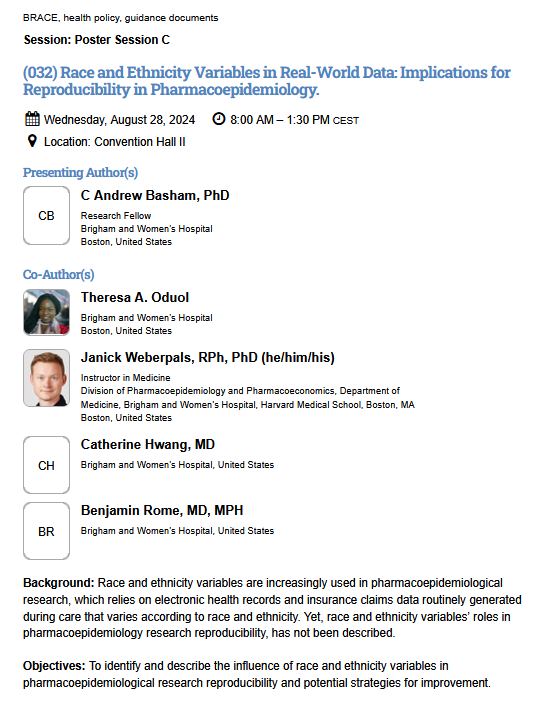 BRACE, health policy, guidance documents
Session: Poster Session C
(032) Race and Ethnicity Variables in Real-World Data: Implications for
Reproducibility in Pharmacoepidemiology.
Wednesday, August 28, 2024 8:00 AM – 1:30 PM CEST
Location: Convention Hall II
Presenting Author(s)
CB
C Andrew Basham, PhD
Research Fellow
Brigham and Women's Hospital
Boston, United States
Co-Author(s)
Theresa A. Oduol
Brigham and Women's Hospital
Boston, United States
Janick Weberpals, RPh, PhD (he/him/his)
Instructor in Medicine
Division of Pharmacoepidemiology and Pharmacoeconomics, Department of
Medicine, Brigham and Women's Hospital, Harvard Medical School, Boston, MA
Boston, United States
CH
Catherine Hwang, MD
Brigham and Women's Hospital, United States
BR
Benjamin Rome, MD, MPH
Brigham and Women's Hospital, United States
Background: Race and ethnicity variables are increasingly used in pharmacoepidemiological
research, which relies on electronic health records and insurance claims data routinely generated
during care that varies according to race and ethnicity. Yet, race and ethnicity variables' roles in
pharmacoepidemiology research reproducibility, has not been described.
Objectives: To identify and describe the influence of race and ethnicity variables in
pharmacoepidemiological research reproducibility and potential strategies for improvement.